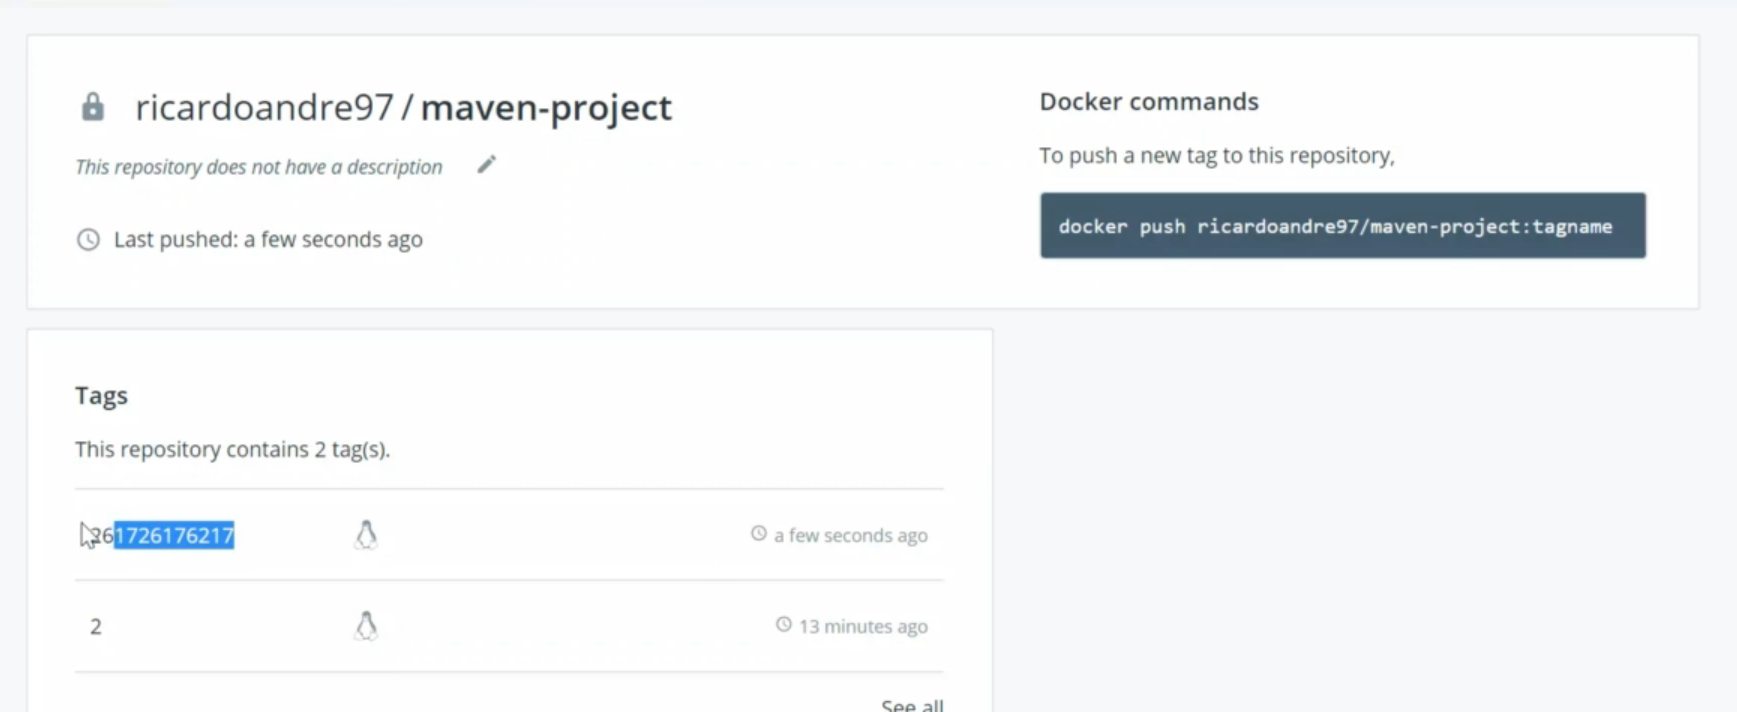 ricardoandre97 / maven-project
This repository does not have a description
Last pushed: a few seconds ago
Docker commands
To push a new tag to this repository,
docker push ricardoandre97/maven-project:tagname
Tags
This repository contains 2 tag(s).
261726176217 a few seconds ago
2 13 minutes ago
See all